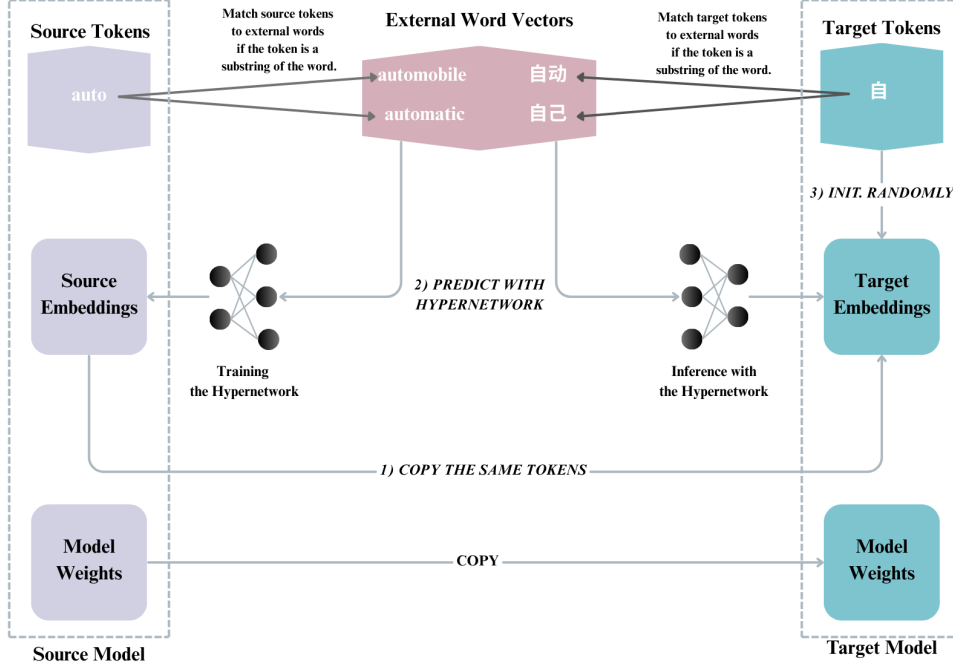 Source Tokens
Match source tokens
to external words
if the token is a
substring of the word.
External Word Vectors
Match target tokens
to external words
if the token is a
substring of the word.
Target Tokens
auto
automobile
自动
automatic
自己
自
3) INIT. RANDOMLY
Source
Embeddings
2) PREDICT WITH
HYPERNETWORK
Target
Embeddings
Training
the Hypernetwork
Inference with
the Hypernetwork
1) COPY THE SAME TOKENS
Model
Weights
COPY
Model
Weights
Source Model
Target Model